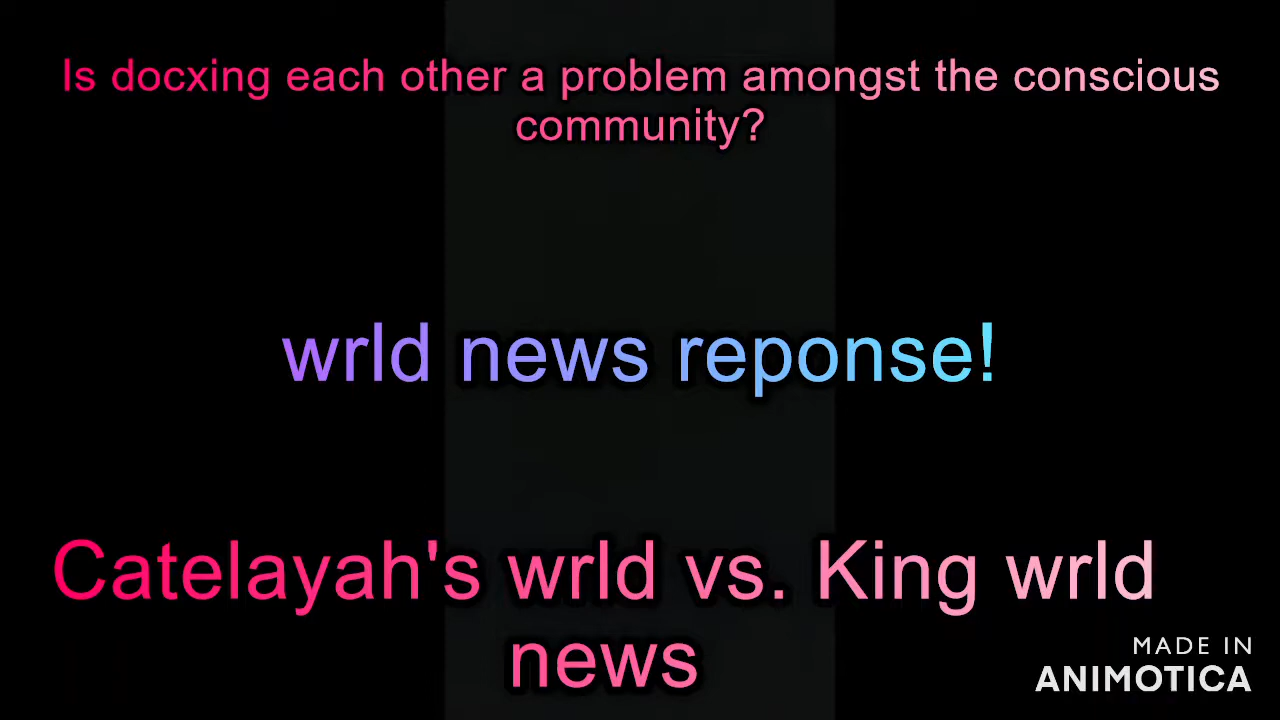 Is docxing each other a problem amongst the conscious
community?
wrld news reponse!
Catelayah's wrld vs. King wrld
news
MADE IN
ANIMOTICA